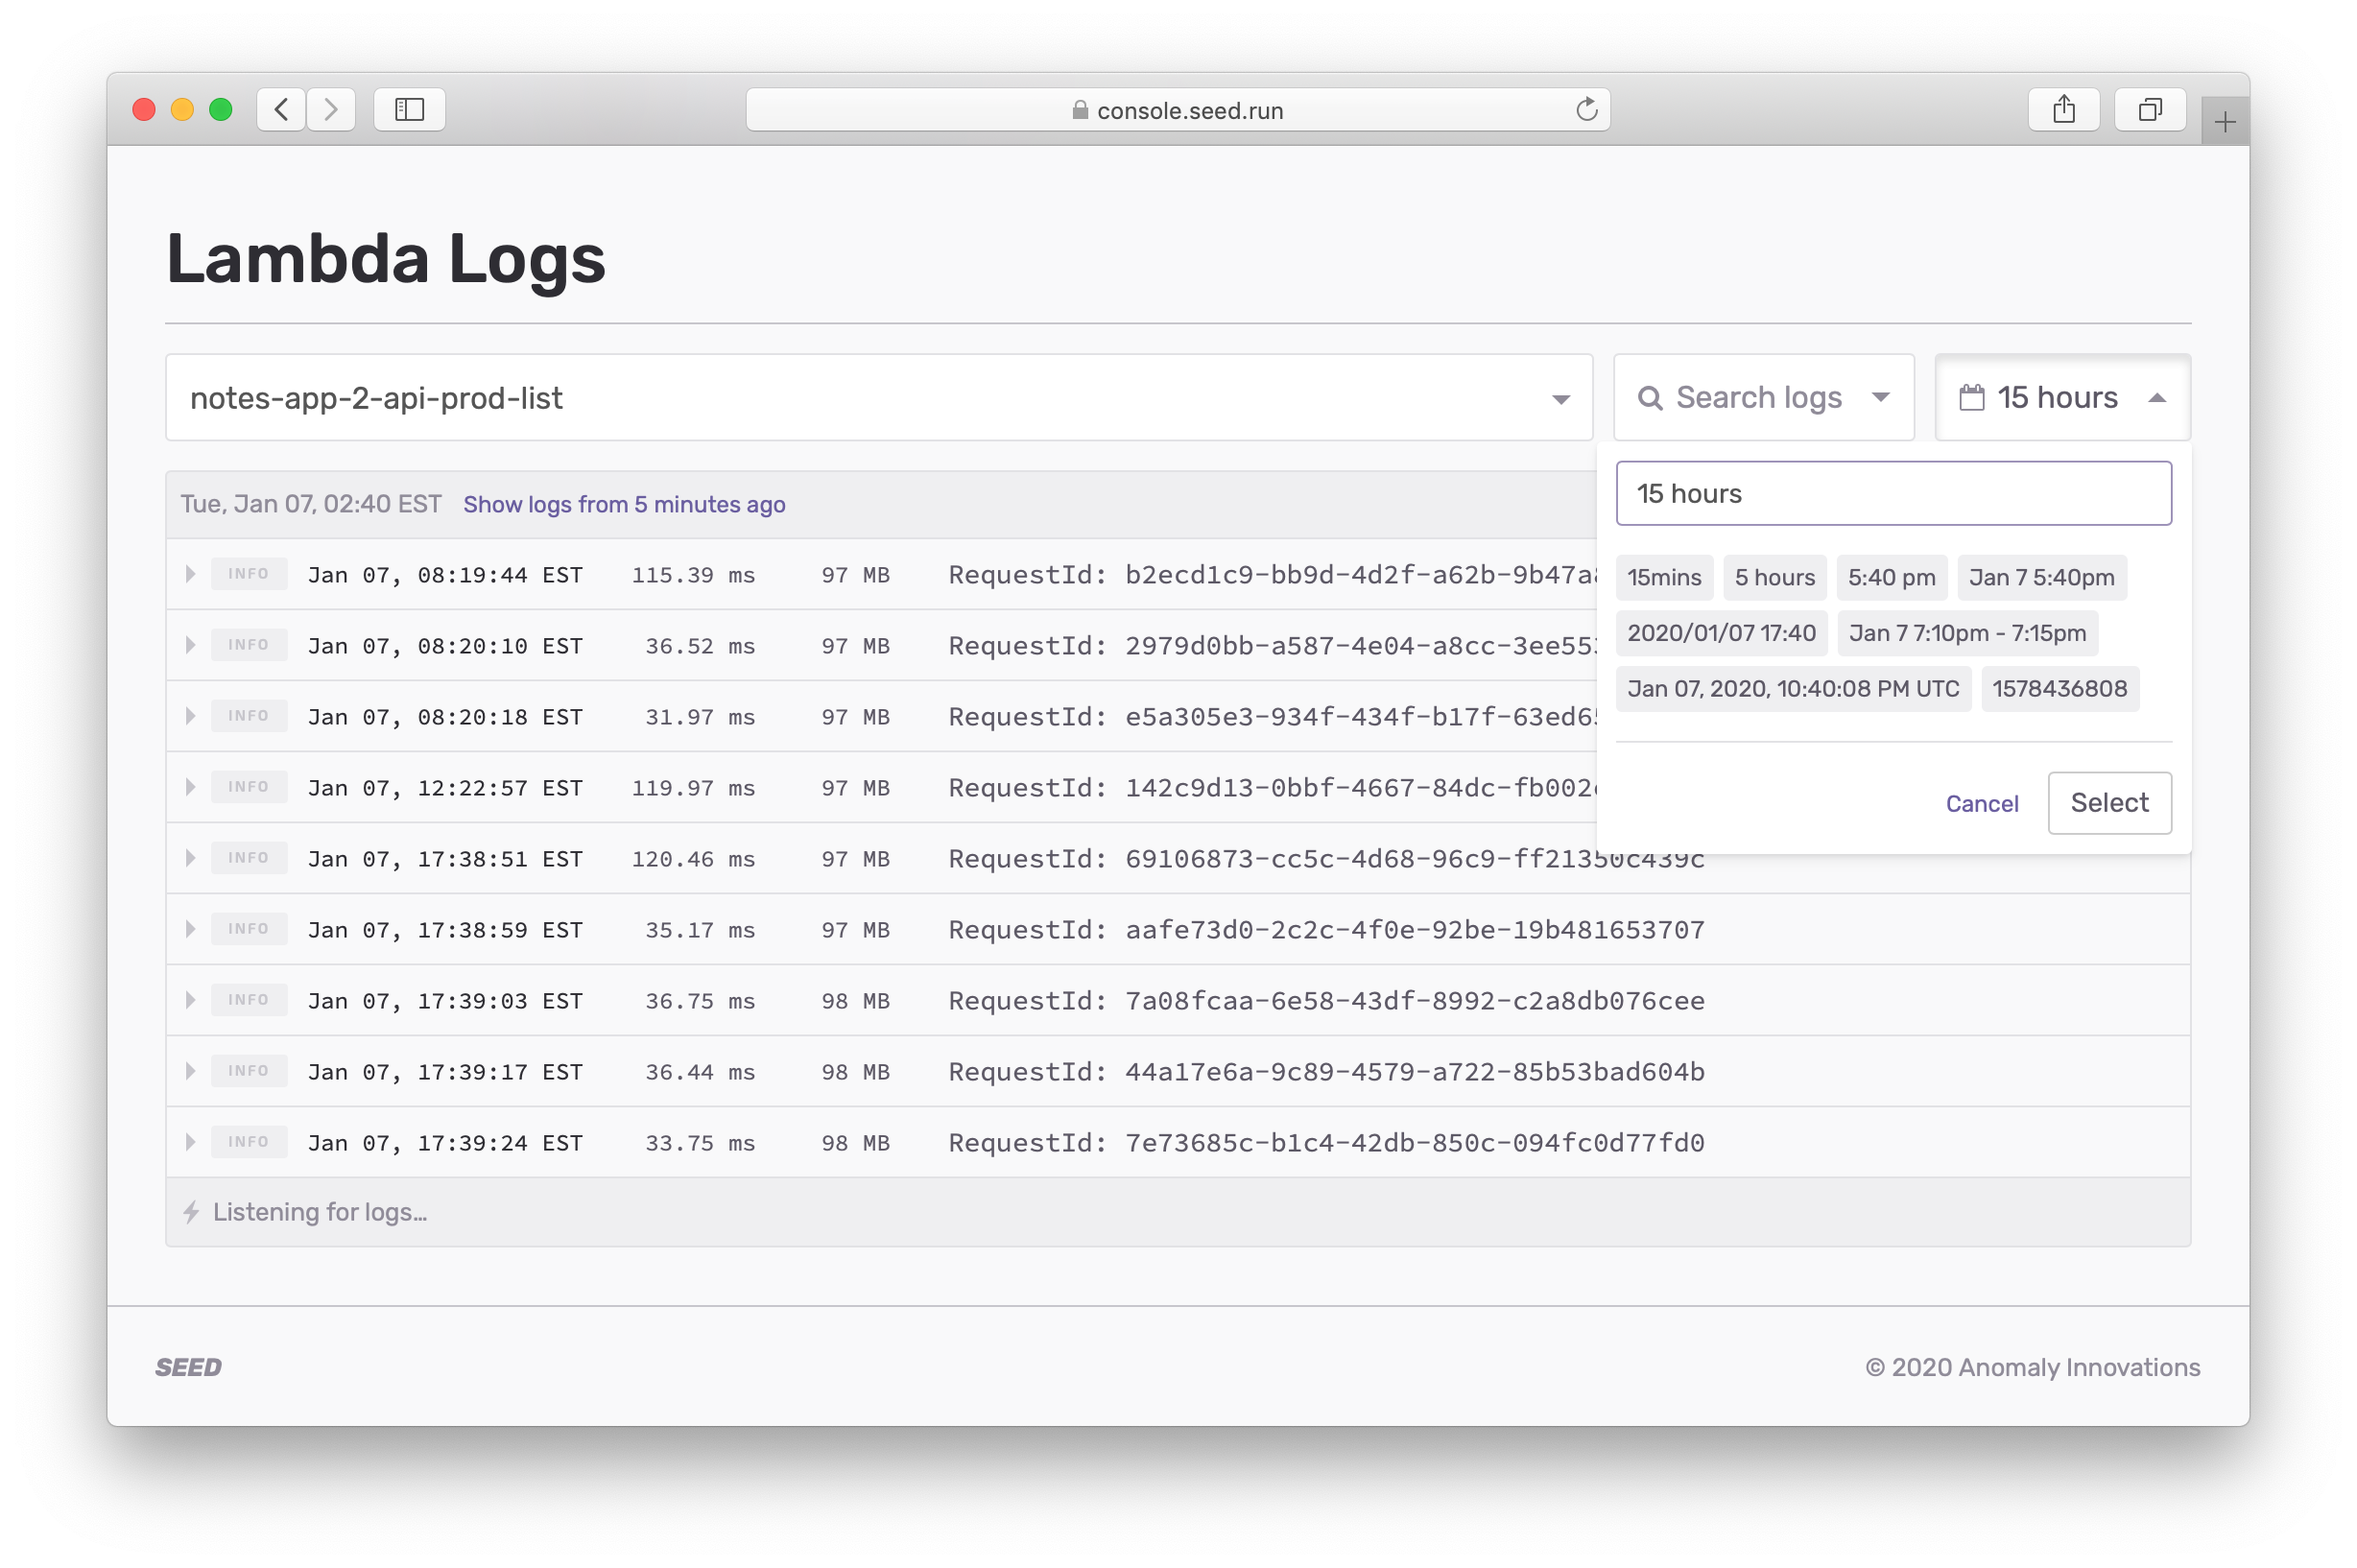 console.seed.run
Lambda Logs
notes-app-2-api-prod-list
Search logs
15 hours
15 hours
15mins 5 hours 5:40 pm Jan 7 5:40pm
2020/01/07 17:40 Jan 7 7:10pm - 7:15pm
Jan 07, 2020, 10:40:08 PM UTC 1578436808
Cancel Select
Tue, Jan 07, 02:40 EST Show logs from 5 minutes ago
INFO Jan 07, 08:19:44 EST 115.39 ms 97 MB RequestId: b2ecd1c9-bb9d-4d2f-a62b-9b47a
INFO Jan 07, 08:20:10 EST 36.52 ms 97 MB RequestId: 2979d0bb-a587-4e04-a8cc-3ee55
INFO Jan 07, 08:20:18 EST 31.97 ms 97 MB RequestId: e5a305e3-934f-434f-b17f-63ed6
INFO Jan 07, 12:22:57 EST 119.97 ms 97 MB RequestId: 142c9d13-0bbf-4667-84dc-fb002
INFO Jan 07, 17:38:51 EST 120.46 ms 97 MB RequestId: 69106873-cc5c-4d68-96c9-ff21350c439c
INFO Jan 07, 17:38:59 EST 35.17 ms 97 MB RequestId: aafe73d0-2c2c-4f0e-92be-19b481653707
INFO Jan 07, 17:39:03 EST 36.75 ms 98 MB RequestId: 7a08fcaa-6e58-43df-8992-c2a8db076cee
INFO Jan 07, 17:39:17 EST 36.44 ms 98 MB RequestId: 44a17e6a-9c89-4579-a722-85b53bad604b
INFO Jan 07, 17:39:24 EST 33.75 ms 98 MB RequestId: 7e73685c-b1c4-42db-850c-094fc0d77fd0
Listening for logs…
SEED
© 2020 Anomaly Innovations